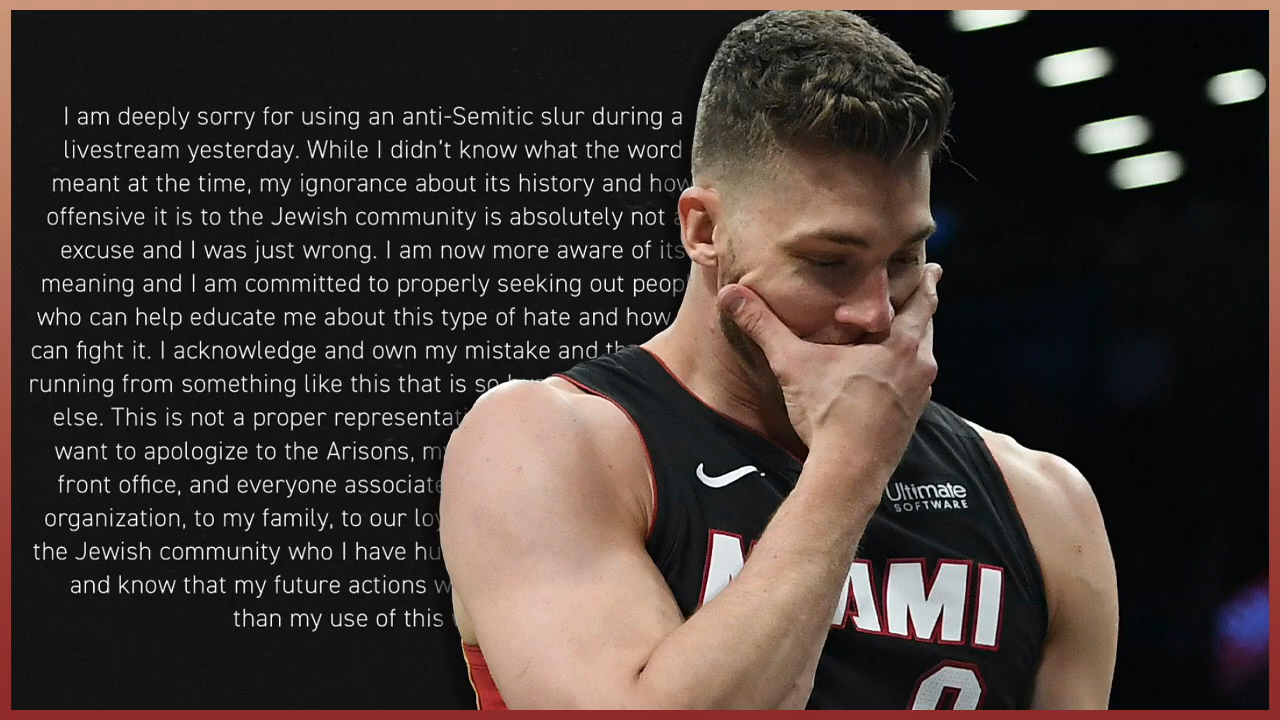 I am deeply sorry for using an anti-Semitic slur during a
livestream yesterday. While I didn't know what the word
meant at the time, my ignorance about its history and how
offensive it is to the Jewish community is absolutely not
excuse and I was just wrong. I am now more aware of its
meaning and I am committed to properly seeking out
who can help educate me about this type of hate and how
can fight it. I acknowledge and own my mistake and
running from something like this that is
else. This is not a proper
want to apologize to the Arisons,
front office, and everyone
organization, to my family, to our
the Jewish community who I have
and know that my future actions
than my use of this
Ultimate
SOFTWARE